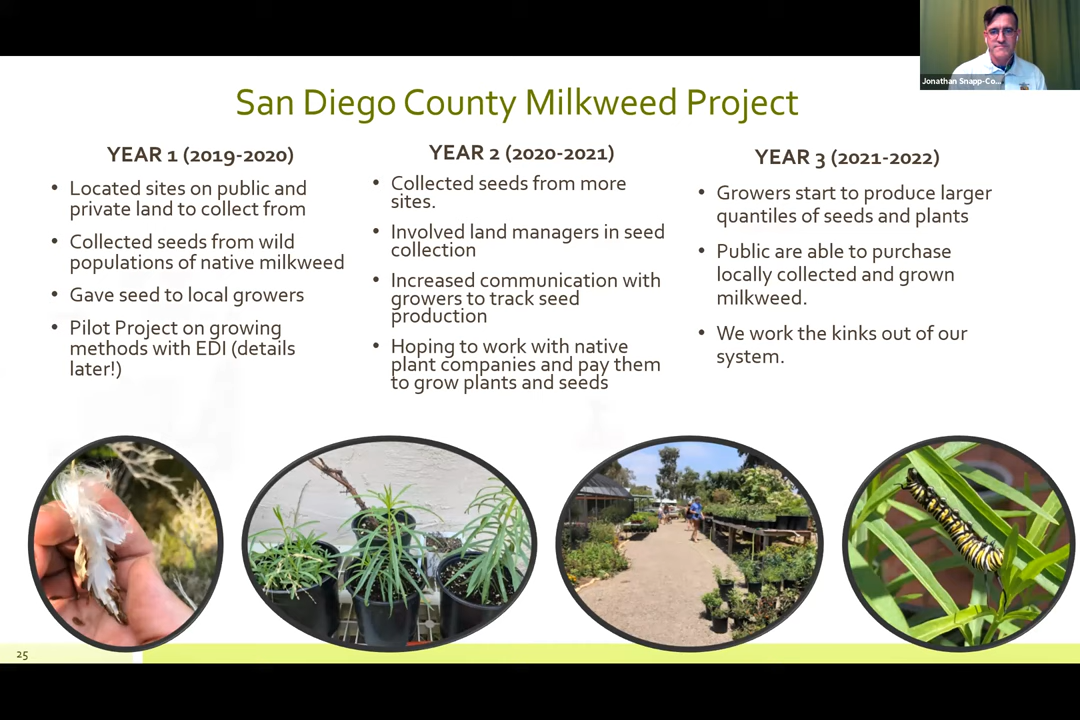 Jonathan Snapp-Co...
San Diego County Milkweed Project
YEAR 1 (2019-2020)
• Located sites on public and
private land to collect from
• Collected seeds from wild
populations of native milkweed
• Gave seed to local growers
• Pilot Project on growing
methods with EDI (details
later!)
YEAR 2 (2020-2021)
• Collected seeds from more
sites.
• Involved land managers in seed
collection
• Increased communication with
growers to track seed
production
• Hoping to work with native
plant companies and pay them
to grow plants and seeds
YEAR 3 (2021-2022)
• Growers start to produce larger
quantiles of seeds and plants
• Public are able to purchase
locally collected and grown
milkweed.
• We work the kinks out of our
system.
25